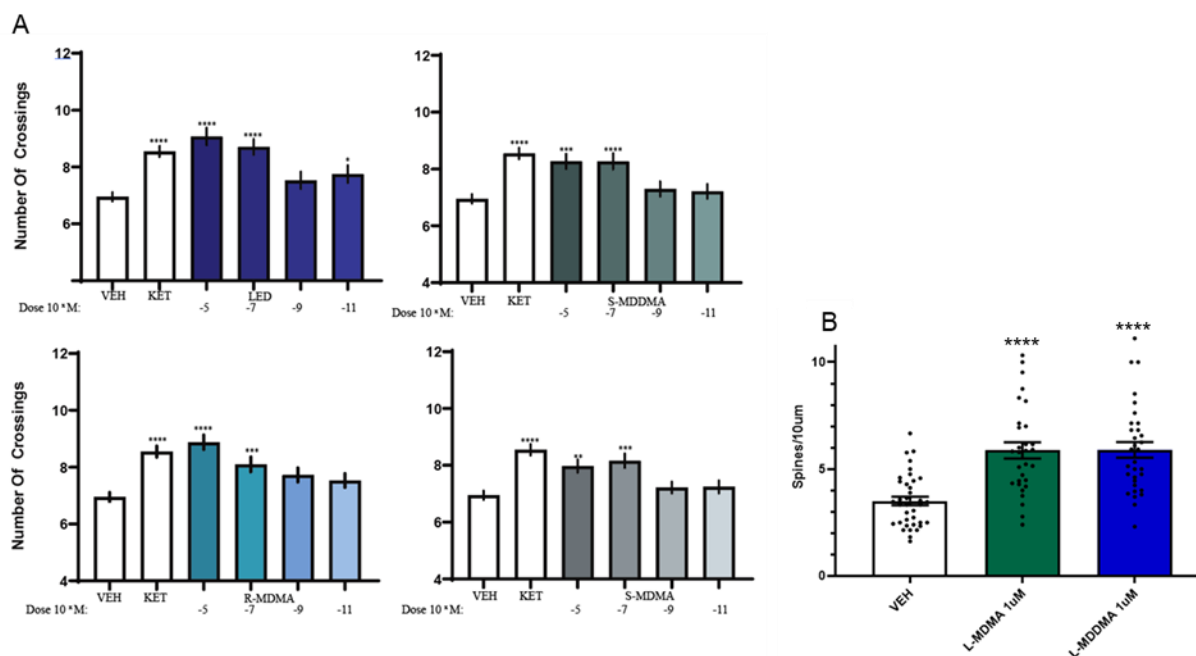 A
Number Of Crossings
12
10
8
6
****
****
****
*
VEH
KET
LED
Dose 10 ^M:
-5
-7
-9
-11
12
10
8
6
4
****
***
****
VEH
KET
S-MDDMA
Dose 10 ^M:
-5
-7
-9
-11
Number Of Crossings
12
10
8
6
4
****
****
***
VEH
KET
R-MDMA
Dose 10 ^M:
-5
-7
-9
-11
12
10
8
6
4
****
**
***
VEH
KET
S-MDMA
Dose 10 ^M:
-5
-7
-9
-11
B
Spines/10um
10
5
0
****
****
VEH
L-MDMA 1uM
L-MDDMA 1uM